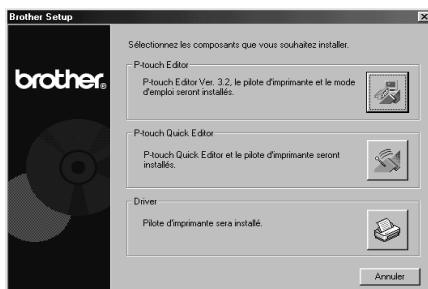 Brother Setup
Sélectionnez les composants que vous souhaitez installer.
brother®
P-touch Editor
P-touch Editor Ver. 3.2, le pilote d'imprimante et le mode
d'emploi seront installés.
P-touch Quick Editor
P-touch Quick Editor et le pilote d'imprimante seront
installés.
Driver
Pilote d'imprimante sera installé.
Annuler